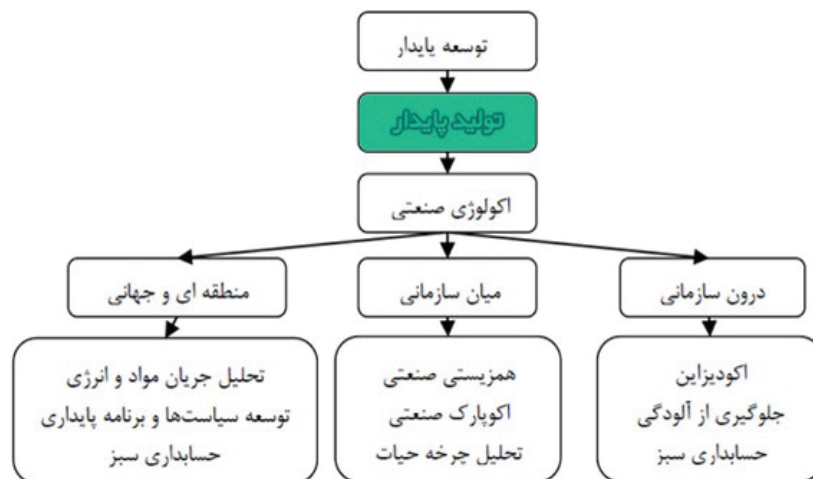 توسعه پایدار
تولید پایدار
اکولوژی صنعتی
درون سازمانی
میان سازمانی
منطقه ای و جهانی
اکودیزاین
جلوگیری از آلودگی
حسابداری سبز
همزیستی صنعتی
اکوپارک صنعتی
تحلیل چرخه حیات
تحلیل جریان مواد و انرژی
توسعه سیاست‌ها و برنامه پایداری
حسابداری سبز